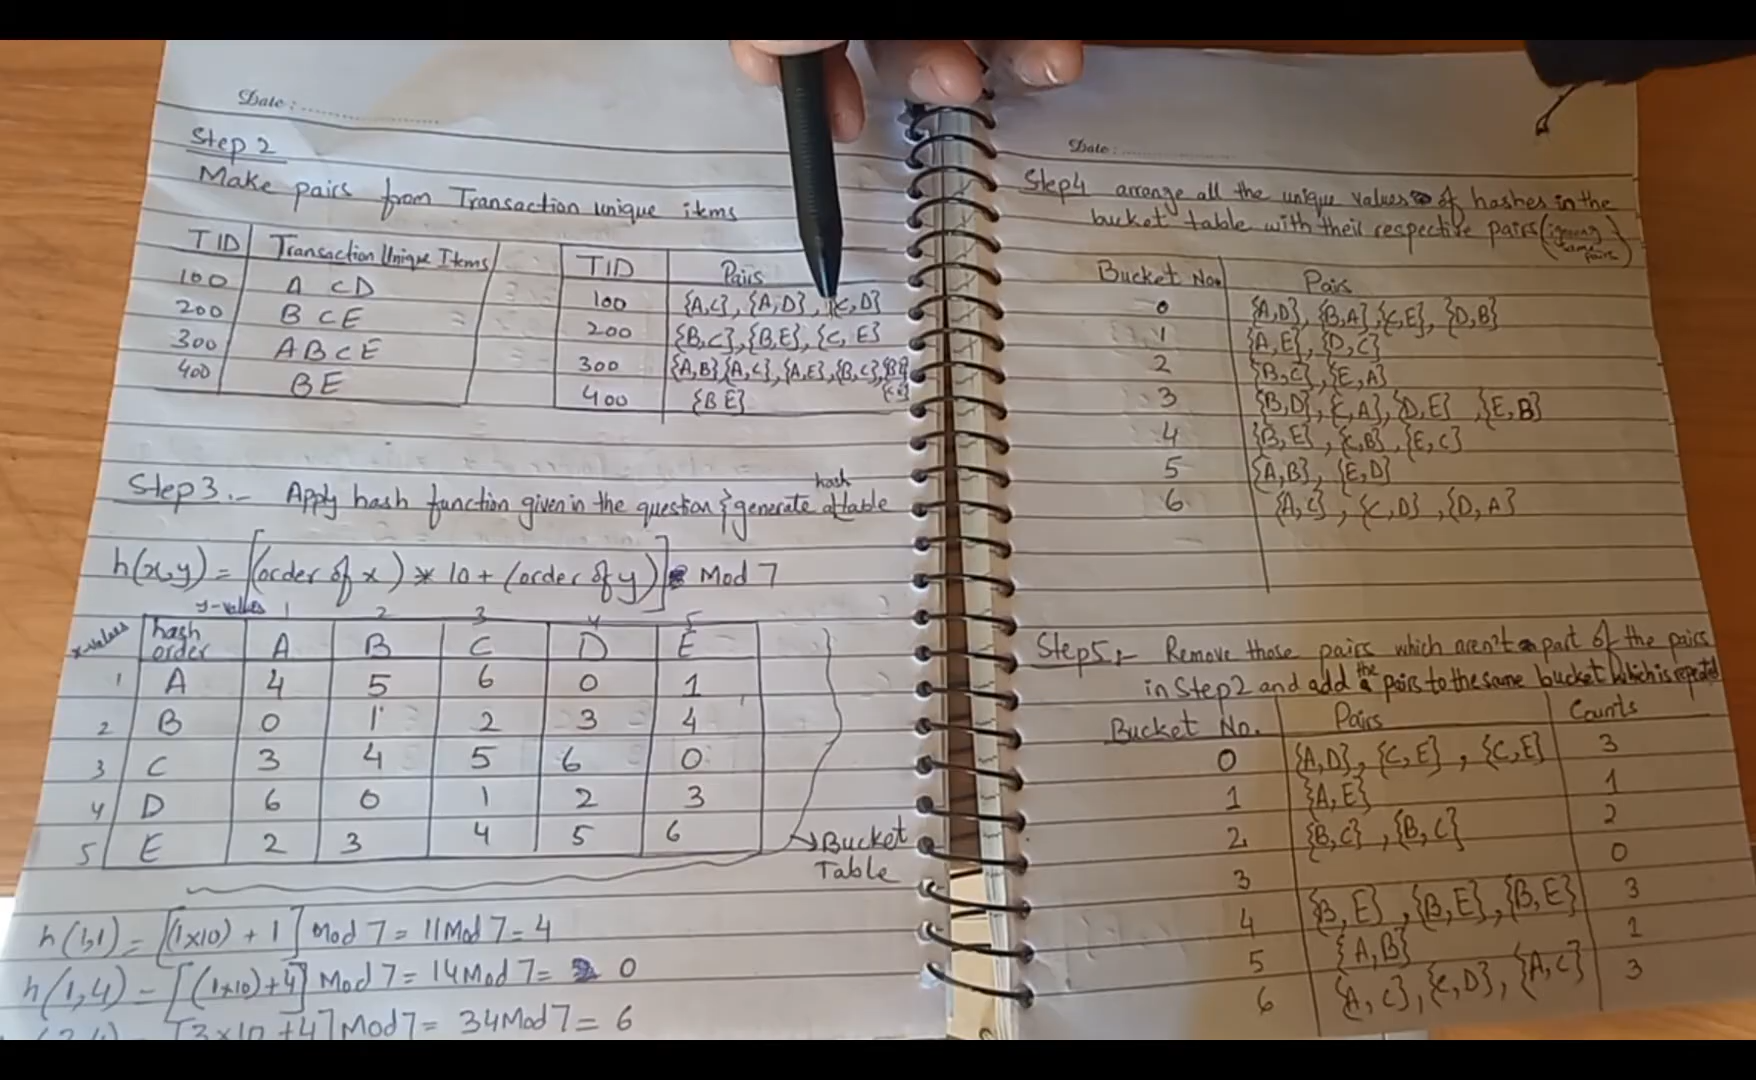 Date :
Step 2
Make pairs from Transaction unique items
TID Transaction Unique Items
100 A CD
200 B C E
300 A B C E
400 B E
TID Pairs
100 {A,C}, {A,D}, {C,D}
200 {B,C}, {B,E}, {C, E}
300 {A,B} {A,C}, {A,E}, {B,C},
400 {B E}
Step 3.- Apply hash function given in the question & generate hash table
h(x,y) = [(order of x) * 10 + (order of y)] Mod 7
y-values 1 2 3 4 5
x-values hash order A B C D E
1 A 4 5 6 0 1
2 B 0 1 2 3 4
3 C 3 4 5 6 0
4 D 6 0 1 2 3
5 E 2 3 4 5 6
→Bucket
Table
h(1,1) = [(1x10) + 1] Mod 7 = 11 Mod 7 = 4
h(1,4) = [(1x10)+4] Mod 7 = 14 Mod 7 = 0
[3x10 +4] Mod 7 = 34 Mod 7 = 6
Date :
Step4 arrange all the unique values of hashes in the
bucket table with their respective pairs (ignoring same pairs)
Bucket No. Pairs
0 {A,D}, {B,A}, {C,E}, {D,B}
1 {A,E}, {D,C}
2 {B,C}, {E,A}
3 {B,D}, {C,A}, {D,E} ,{E,B}
4 {B,E} , {C,B} , {E,C}
5 {A,B}, {E,D}
6 {A,C} , {C,D} , {D,A}
Step5:- Remove those pairs which aren't part of the pairs
in Step 2 and add the pairs to the same bucket which is repeated
Bucket No. Pairs Counts
0 {A,D}, {C,E} , {C,E} 3
1 {A,E} 1
2 {B,C} , {B,C} 2
3 0
4 {B,E} , {B,E}, {B,E} 3
5 {A,B} 1
6 {A,C}, {C,D}, {A,C} 3